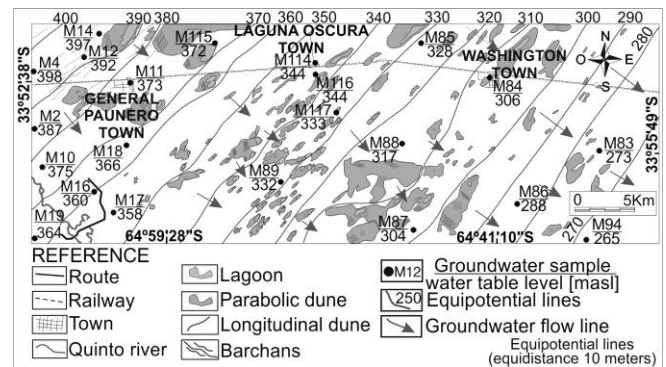 400 390 380 370 360 350 340 330 320 310 300 290
M14
397
M12
392
M4
398
M11
373
M115
372
LAGUNA OSCURA
TOWN
M114
344
M116
344
M117
333
M85
328
WASHINGTON
TOWN
M84
306
280
N
O E
S
GENERAL
PAUNERO
TOWN
33°52'38"S
33°55'49"S
M2
387
M18
366
M10
375
M16
360
M17
358
M19
364
M89
332
M88
317
M87
304
M86
288
M83
273
M94
265
270
0 5Km
64°59'28"S
64°41'10"S
REFERENCE
Route
Railway
Town
Quinto river
Lagoon
Parabolic dune
Longitudinal dune
Barchans
M12 Groundwater sample
water table level [masl]
250 Equipotential lines
Groundwater flow line
Equipotential lines
(equidistance 10 meters)